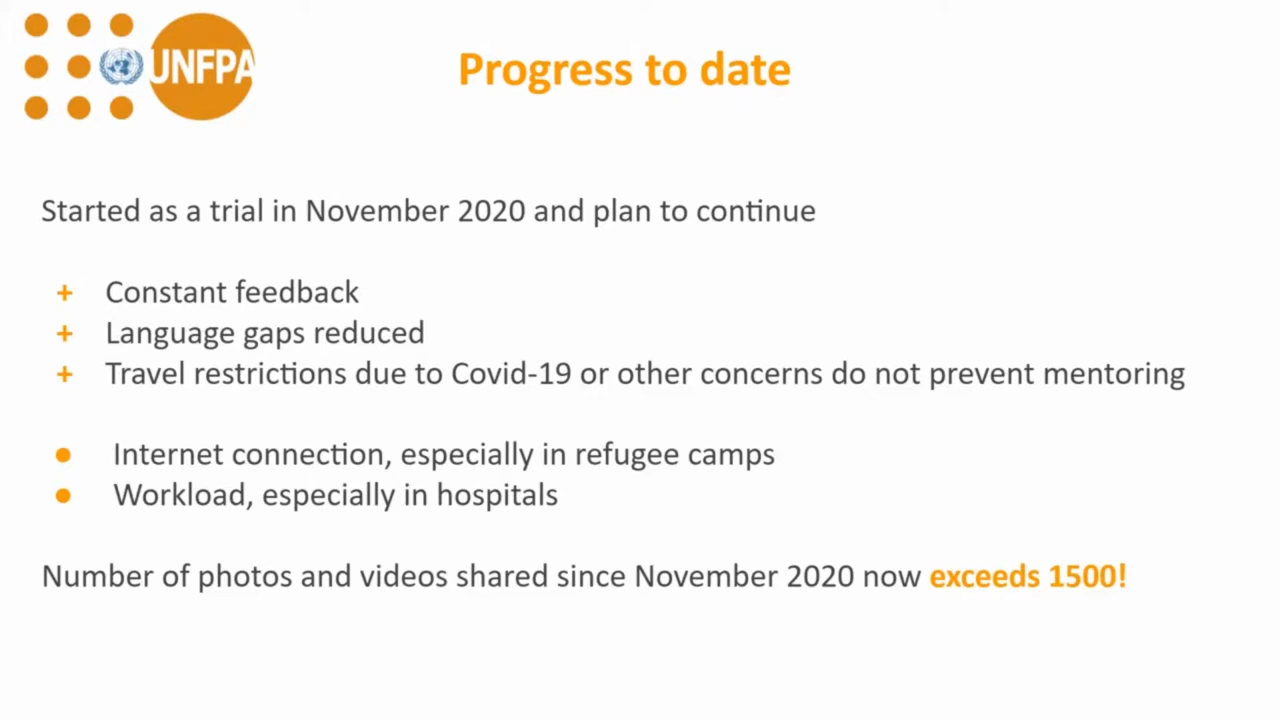 UNFPA
Progress to date
Started as a trial in November 2020 and plan to continue
+ Constant feedback
+ Language gaps reduced
+ Travel restrictions due to Covid-19 or other concerns do not prevent mentoring
● Internet connection, especially in refugee camps
● Workload, especially in hospitals
Number of photos and videos shared since November 2020 now exceeds 1500!